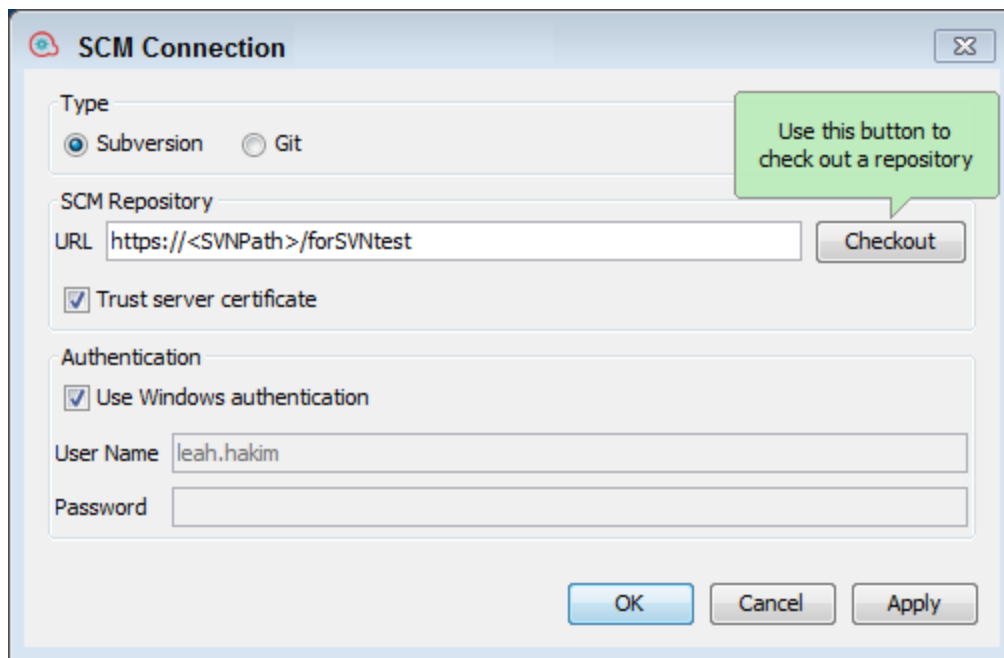 SCM Connection
Type
Subversion Git
Use this button to
check out a repository
SCM Repository
URL https://<SVNPath>/forSVNtest Checkout
Trust server certificate
Authentication
Use Windows authentication
User Name leah.hakim
Password
OK Cancel Apply